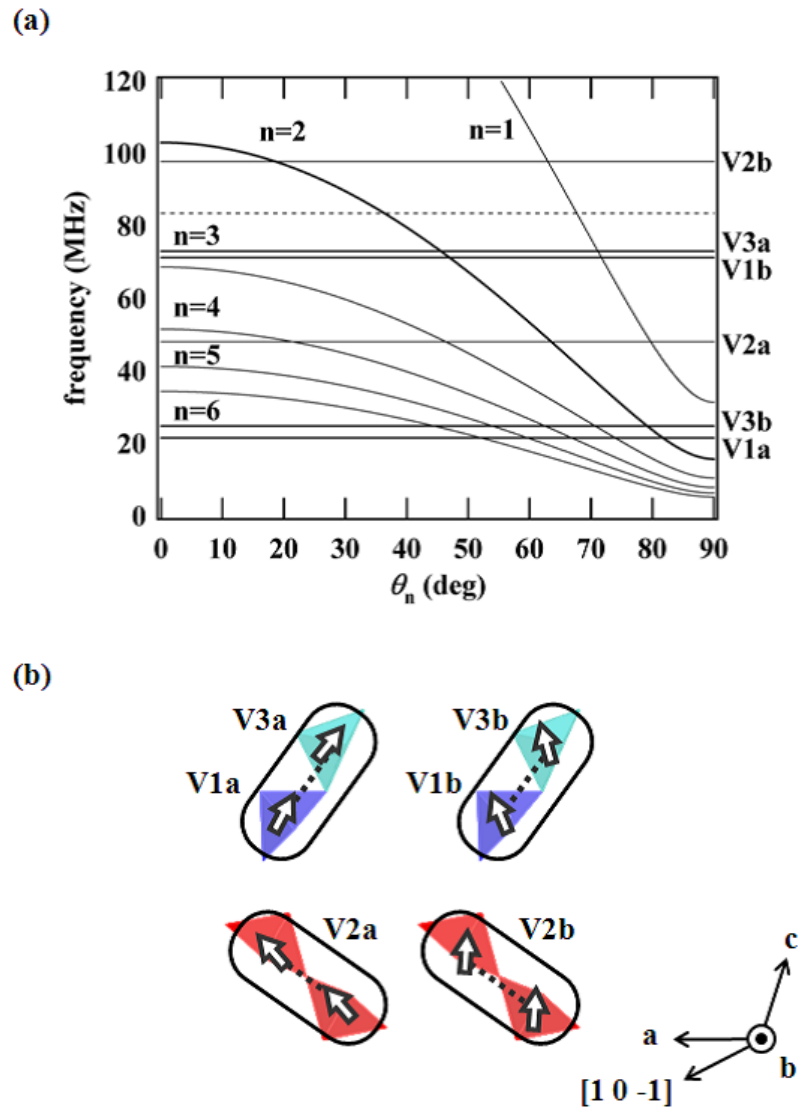 (a)
120
100
80
60
40
20
0
frequency (MHz)
n=2
n=1
n=3
n=4
n=5
n=6
V2b
V3a
V1b
V2a
V3b
V1a
0 10 20 30 40 50 60 70 80 90
θn (deg)
(b)
V3a
V3b
V1a
V1b
V2a
V2b
c
a
b
[1 0 -1]